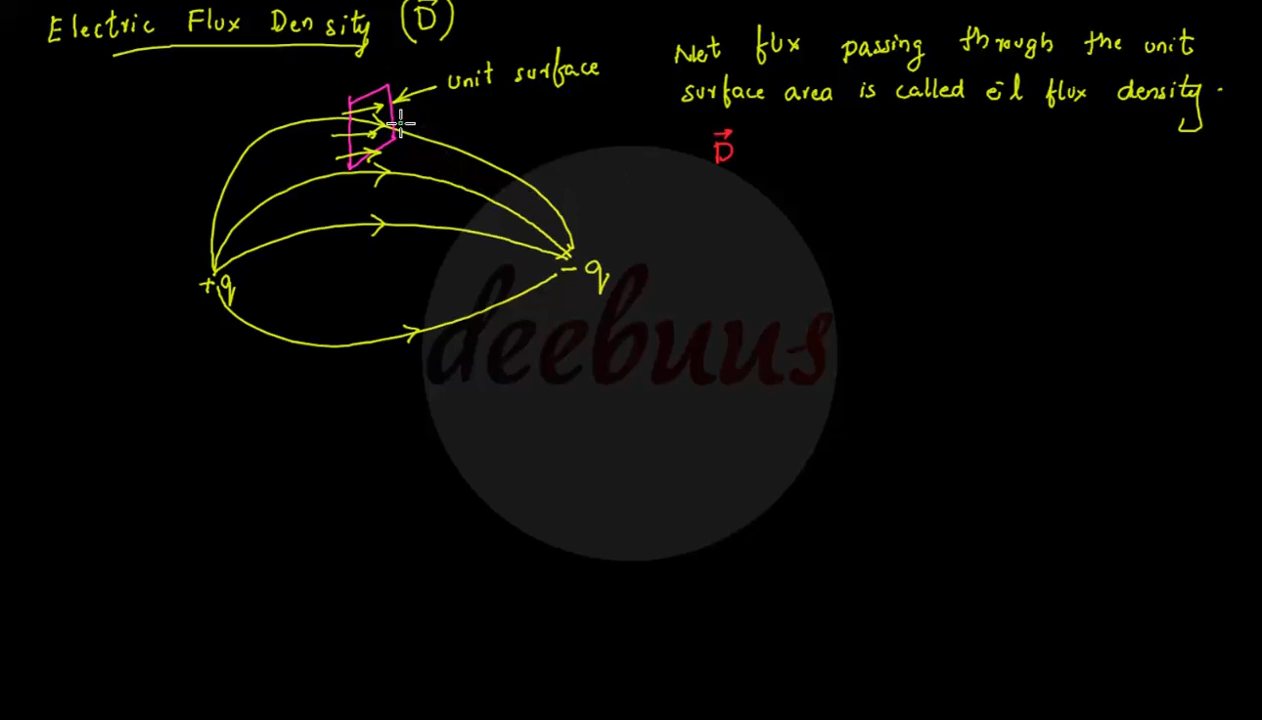 Electric Flux Density (D⃗)
unit surface
Net flux passing through the unit
surface area is called el flux density.
D⃗
+q
- q
deebuus